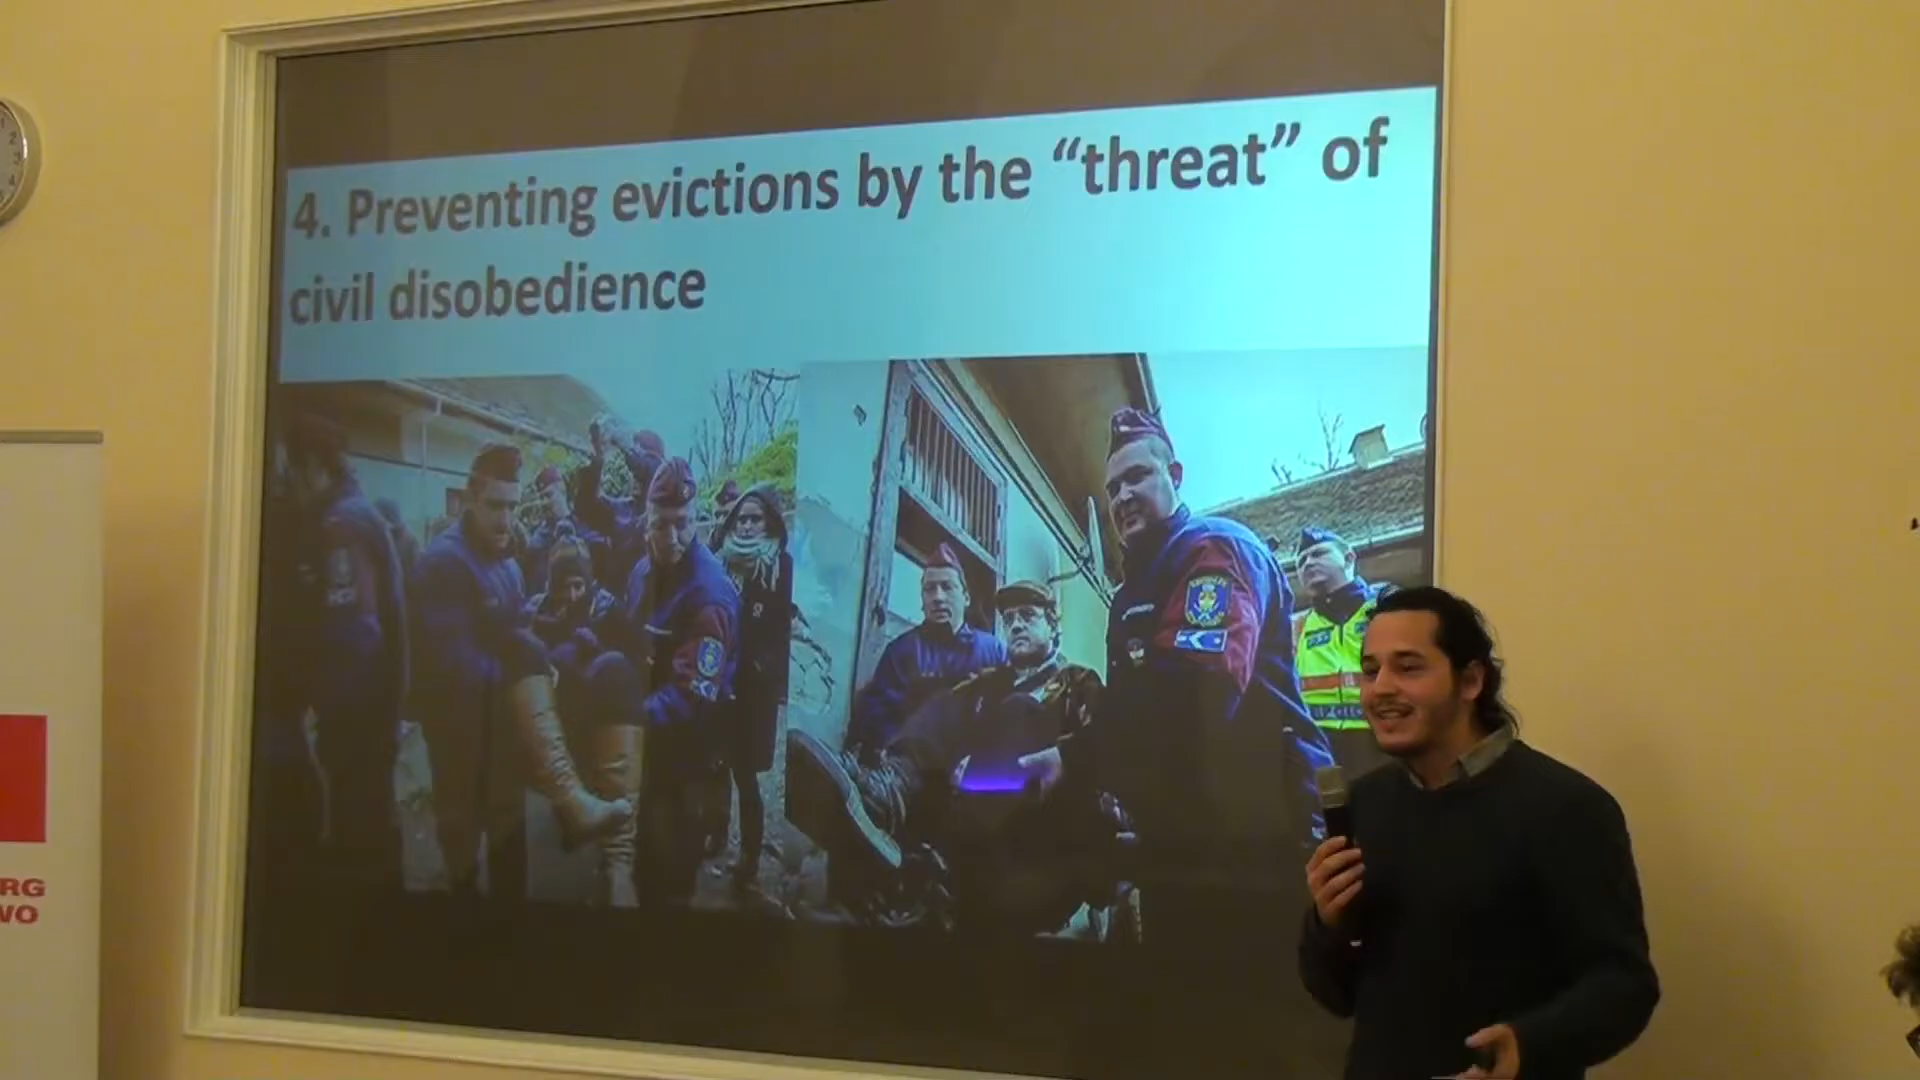 4. Preventing evictions by the “threat” of
civil disobedience
RG
WO